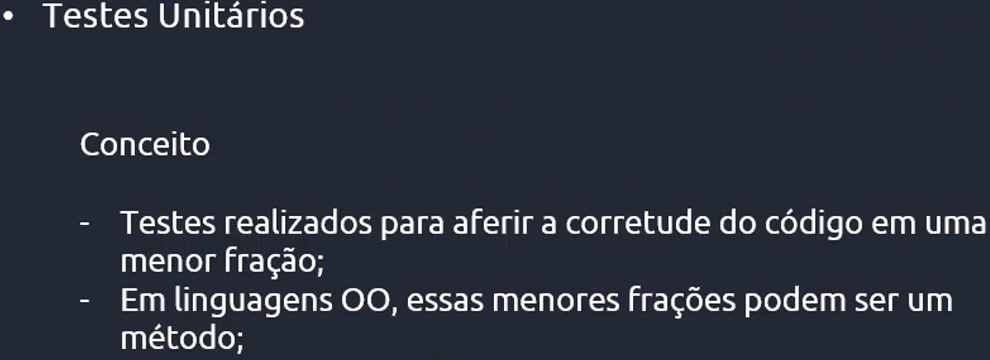 • Testes Unitários
Conceito
- Testes realizados para aferir a corretude do código em uma
menor fração;
- Em linguagens OO, essas menores frações podem ser um
método;